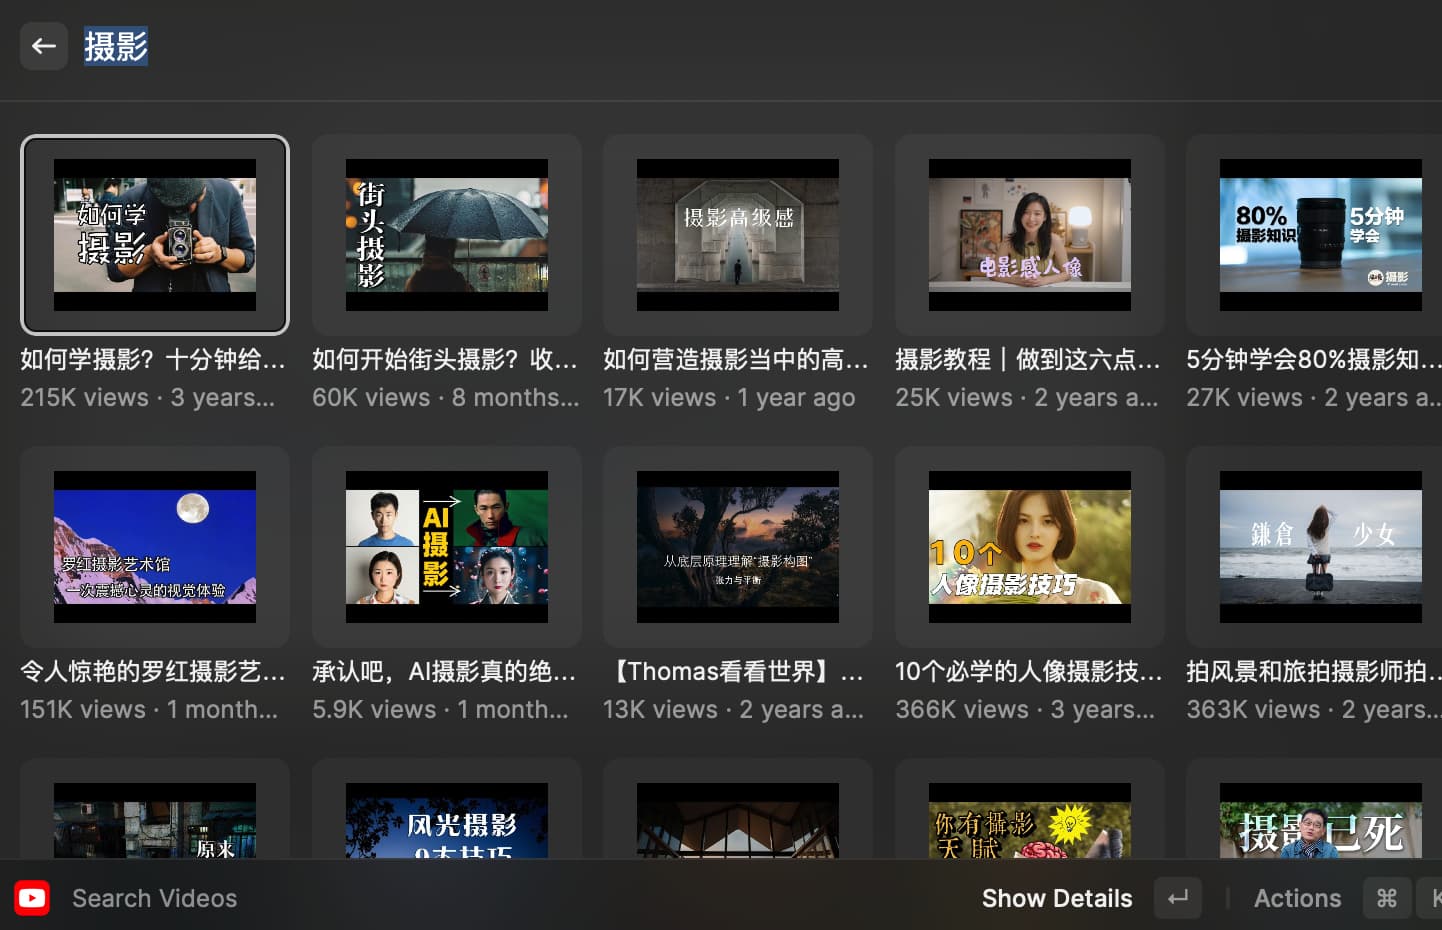 摄影
如何学
摄影
街头摄影
摄影高级感
电影感人像
80%
摄影知识
5分钟
学会
摄影
如何学摄影？十分钟给...
如何开始街头摄影？收...
如何营造摄影当中的高...
摄影教程｜做到这六点...
5分钟学会80%摄影知...
215K views · 3 years...
60K views · 8 months...
17K views · 1 year ago
25K views · 2 years a...
27K views · 2 years a...
罗红摄影艺术馆
一次震撼心灵的视觉体验
AI
摄影
从底层原理理解“摄影构图”
张力与平衡
10个
人像摄影技巧
鎌倉 少女
令人惊艳的罗红摄影艺...
承认吧，AI摄影真的绝...
【Thomas看看世界】...
10个必学的人像摄影技...
拍风景和旅拍摄影师拍...
151K views · 1 month...
5.9K views · 1 month...
13K views · 2 years a...
366K views · 3 years...
363K views · 2 years...
原来
风光摄影
你有攝影
天賦
摄影已死
Search Videos
Show Details
Actions
⌘
K